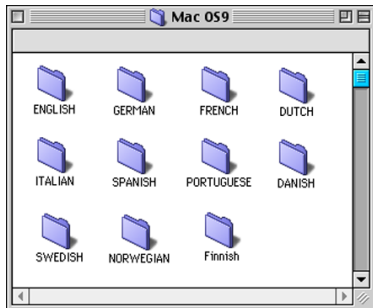 Mac OS9
ENGLISH GERMAN FRENCH DUTCH
ITALIAN SPANISH PORTUGUESE DANISH
SWEDISH NORWEGIAN Finnish